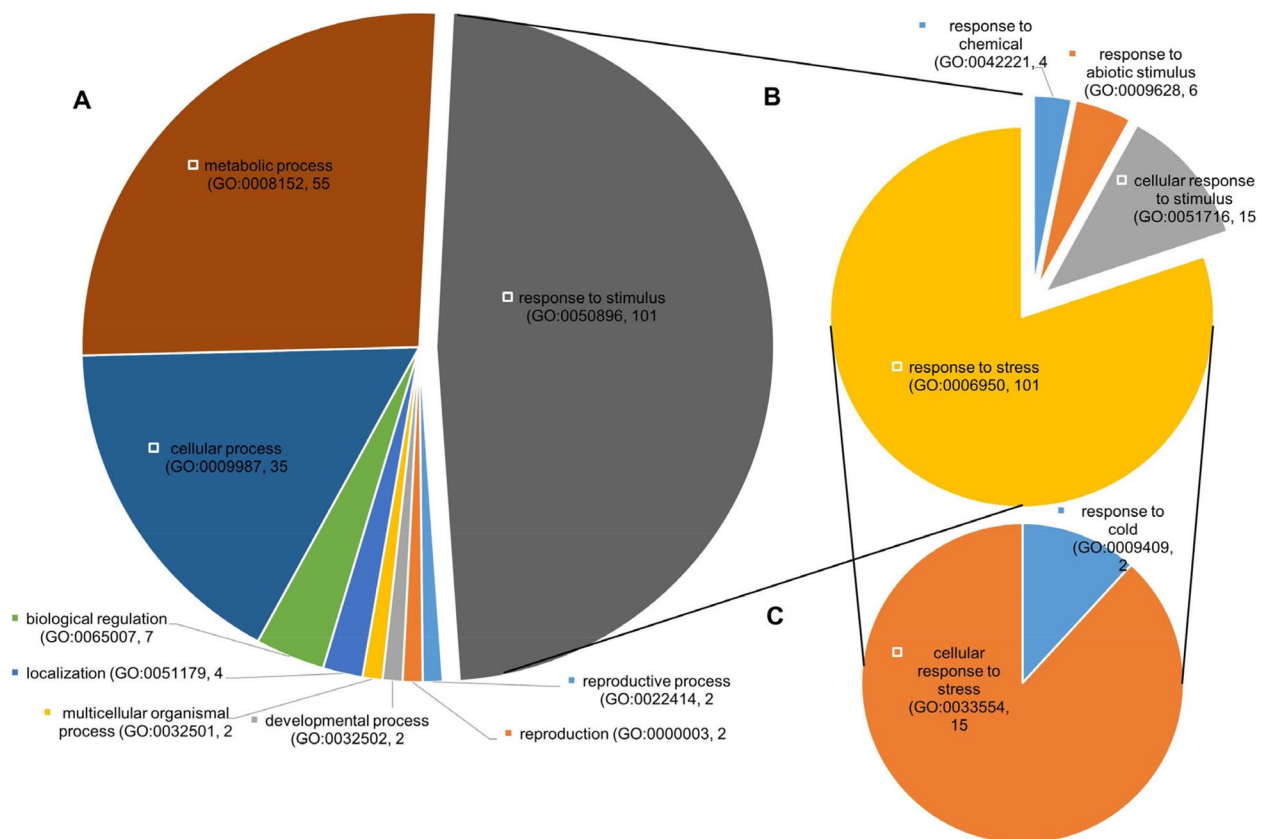 A
metabolic process
(GO:0008152, 55
response to stimulus
(GO:0050896, 101
cellular process
(GO:0009987, 35
biological regulation
(GO:0065007, 7
localization (GO:0051179, 4
multicellular organismal
process (GO:0032501, 2
developmental process
(GO:0032502, 2
reproduction (GO:0000003, 2
reproductive process
(GO:0022414, 2
B
response to
chemical
(GO:0042221, 4
response to
abiotic stimulus
(GO:0009628, 6
cellular response
to stimulus
(GO:0051716, 15
response to stress
(GO:0006950, 101
C
response to
cold
(GO:0009409,
2
cellular
response to
stress
(GO:0033554,
15